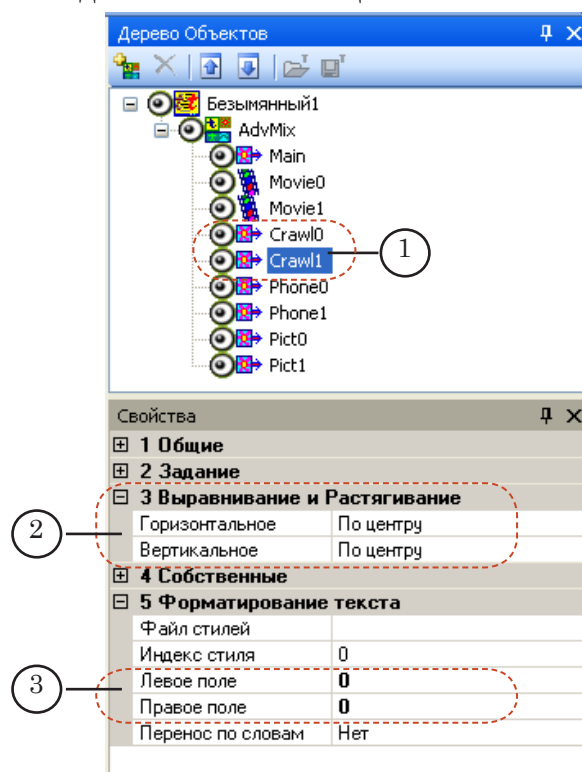 Дерево Объектов
Безымянный1
AdvMix
Main
Movie0
Movie1
Crawl0
Crawl1
1
Phone0
Phone1
Pict0
Pict1
Свойства
1 Общие
2 Задание
3 Выравнивание и Растягивание
2
Горизонтальное По центру
Вертикальное По центру
4 Собственные
5 Форматирование текста
Файл стилей
Индекс стиля 0
3
Левое поле 0
Правое поле 0
Перенос по словам Нет